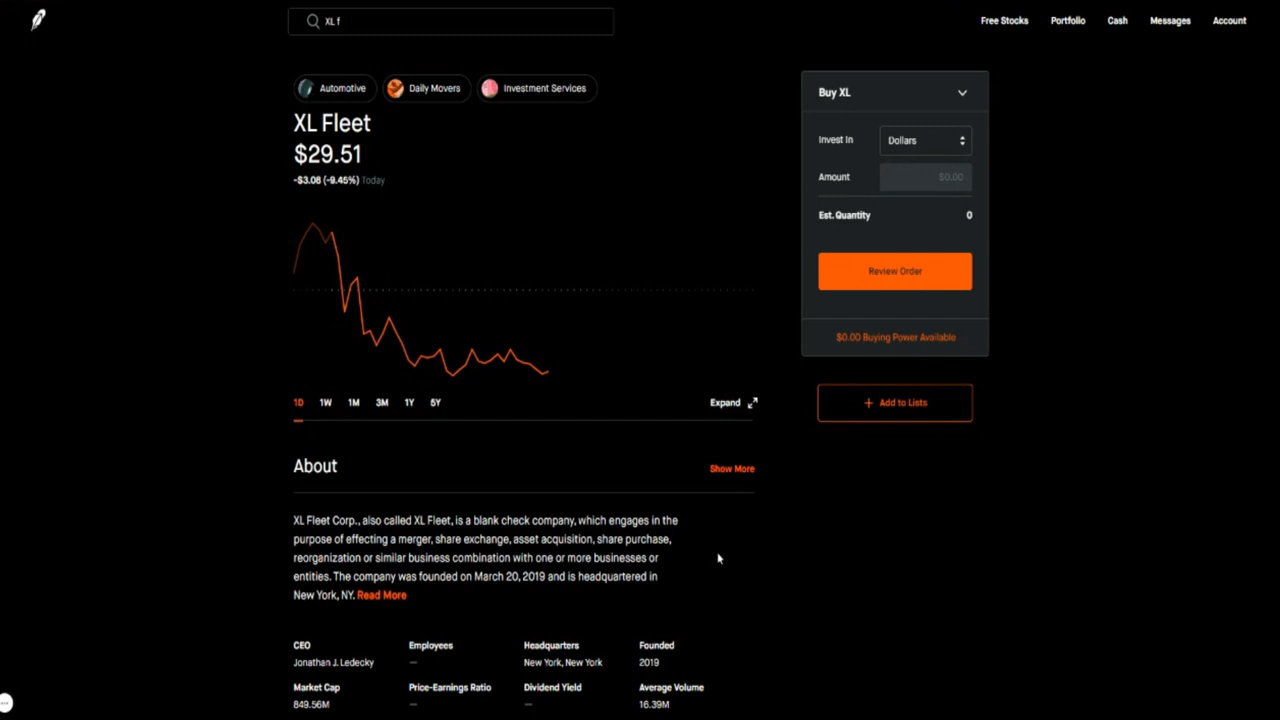 XL f
Free Stocks Portfolio Cash Messages Account
Automotive Daily Movers Investment Services
XL Fleet
$29.51
-$3.08 (-9.45%) Today
1D 1W 1M 3M 1Y 5Y Expand
Buy XL
Invest In Dollars
Amount $0.00
Est. Quantity 0
Review Order
$0.00 Buying Power Available
+ Add to Lists
About Show More
XL Fleet Corp., also called XL Fleet, is a blank check company, which engages in the
purpose of effecting a merger, share exchange, asset acquisition, share purchase,
reorganization or similar business combination with one or more businesses or
entities. The company was founded on March 20, 2019 and is headquartered in
New York, NY. Read More
CEO Employees Headquarters Founded
Jonathan J. Ledecky — New York, New York 2019
Market Cap Price-Earnings Ratio Dividend Yield Average Volume
849.56M — — 16.39M